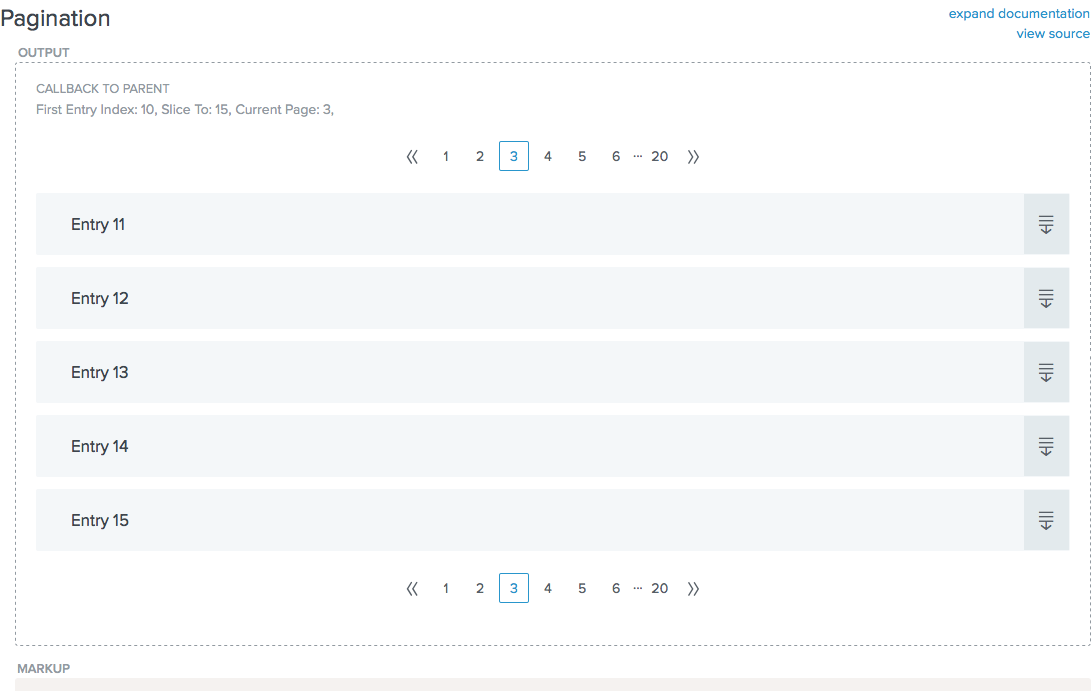 Pagination
expand documentation
view source
OUTPUT
CALLBACK TO PARENT
First Entry Index: 10, Slice To: 15, Current Page: 3,
1 2 3 4 5 6 ... 20
Entry 11
Entry 12
Entry 13
Entry 14
Entry 15
1 2 3 4 5 6 ... 20
MARKUP